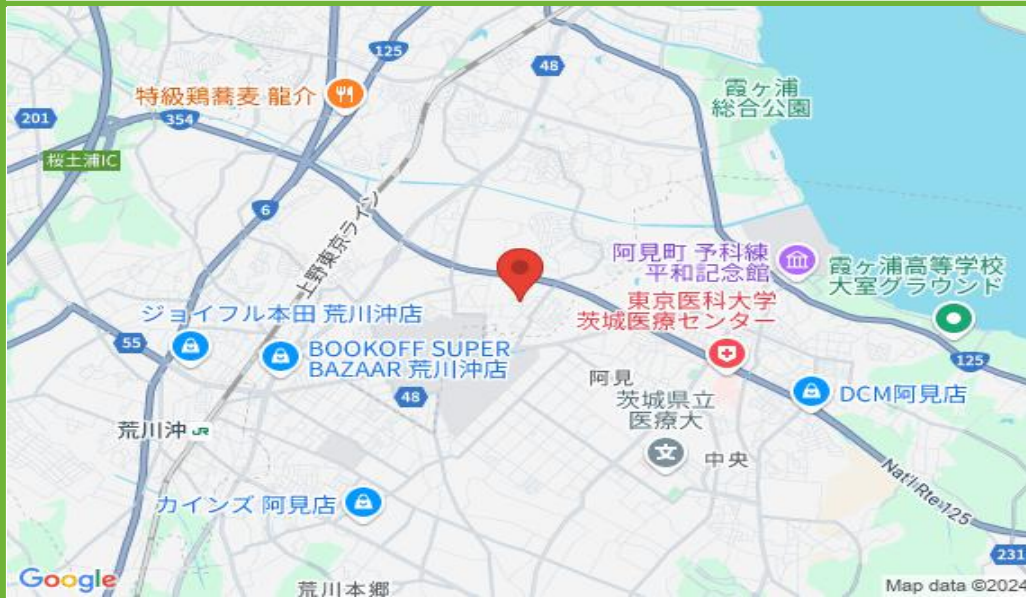 125
48
霞ヶ浦
総合公園
特級鶏蕎麦 龍介
201
354
桜土浦IC
6
上野東京ライン
阿見町 予科練
平和記念館
霞ヶ浦高等学校
大室グラウンド
東京医科大学
茨城医療センター
ジョイフル本田 荒川沖店
55
BOOKOFF SUPER
BAZAAR 荒川沖店
125
48
阿見
DCM阿見店
茨城県立
医療大
荒川沖 JR
中央
カインズ 阿見店
Nat'l Rte 125
231
Google
荒川本郷
Map data ©2024